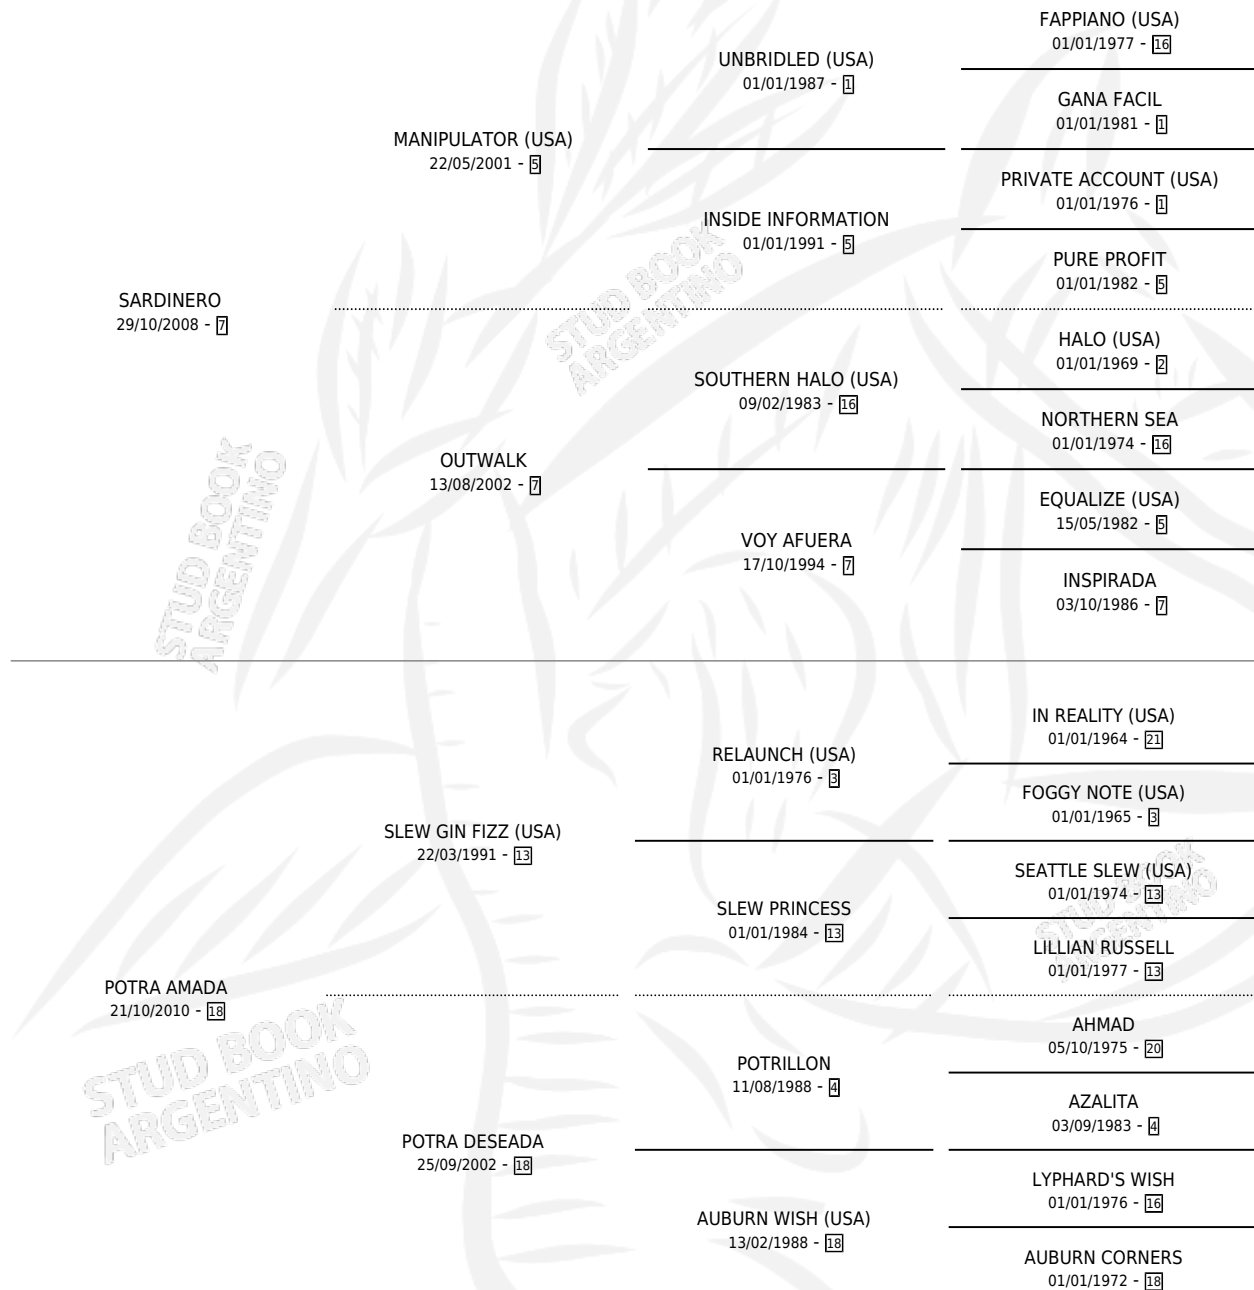 FAPPIANO (USA)
01/01/1977 - 16
UNBRIDLED (USA)
01/01/1987 - 1
GANA FACIL
01/01/1981 - 1
MANIPULATOR (USA)
22/05/2001 - 5
PRIVATE ACCOUNT (USA)
01/01/1976 - 1
INSIDE INFORMATION
01/01/1991 - 5
PURE PROFIT
01/01/1982 - 5
SARDINERO
29/10/2008 - 7
HALO (USA)
01/01/1969 - 2
SOUTHERN HALO (USA)
09/02/1983 - 16
NORTHERN SEA
01/01/1974 - 16
OUTWALK
13/08/2002 - 7
EQUALIZE (USA)
15/05/1982 - 5
VOY AFUERA
17/10/1994 - 7
INSPIRADA
03/10/1986 - 7
IN REALITY (USA)
01/01/1964 - 21
RELAUNCH (USA)
01/01/1976 - 3
FOGGY NOTE (USA)
01/01/1965 - 3
SLEW GIN FIZZ (USA)
22/03/1991 - 13
SEATTLE SLEW (USA)
01/01/1974 - 13
SLEW PRINCESS
01/01/1984 - 13
LILLIAN RUSSELL
01/01/1977 - 13
POTRA AMADA
21/10/2010 - 18
AHMAD
05/10/1975 - 20
POTRILLON
11/08/1988 - 4
AZALITA
03/09/1983 - 4
POTRA DESEADA
25/09/2002 - 18
LYPHARD'S WISH
01/01/1976 - 16
AUBURN WISH (USA)
13/02/1988 - 18
AUBURN CORNERS
01/01/1972 - 18
STUD BOOK
ARGENTINO
STUD BOOK
ARGENTINO
STUD BOOK
ARGENTINO
STUD BOOK
ARGENTINO